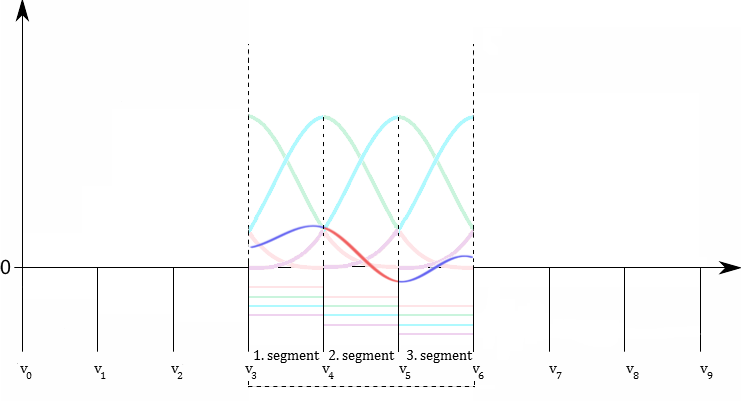 0
1. segment 2. segment 3. segment
v0 v1 v2 v3 v4 v5 v6 v7 v8 v9